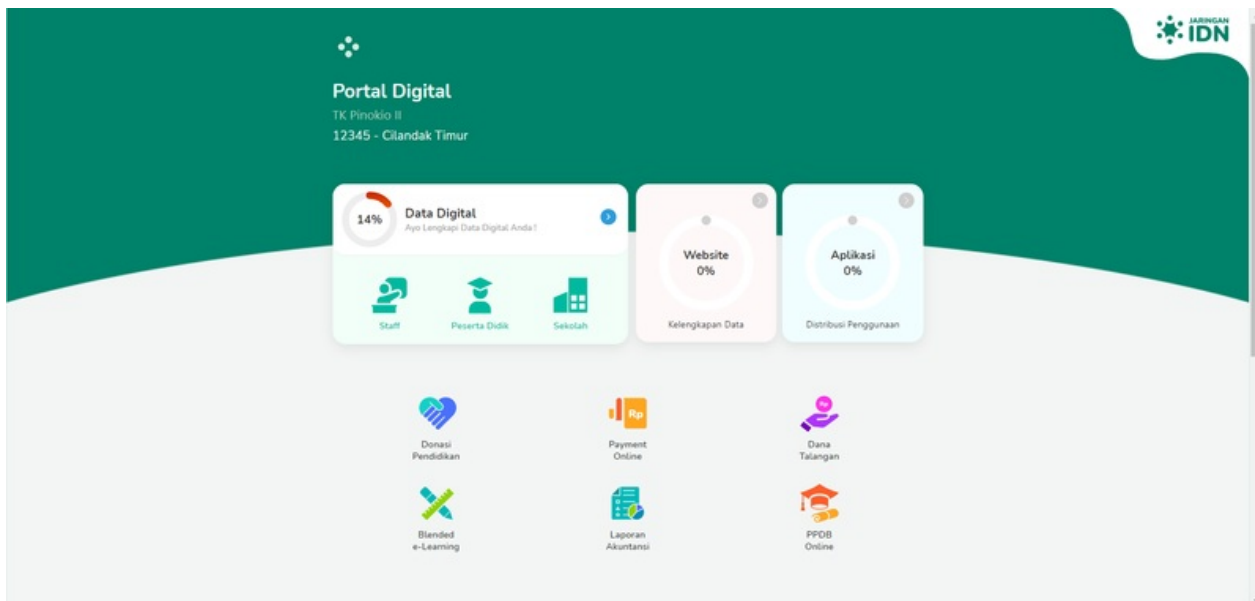 JARINGAN
IDN
Portal Digital
TK Pinokio II
12345 - Cilandak Timur
14%
Data Digital
Ayo Lengkapi Data Digital Anda !
Staff
Peserta Didik
Sekolah
Website
0%
Kelengkapan Data
Aplikasi
0%
Distribusi Penggunaan
Donasi
Pendidikan
Rp
Payment
Online
Rp
Dana
Talangan
Blended
e-Learning
Laporan
Akuntansi
PPDB
Online